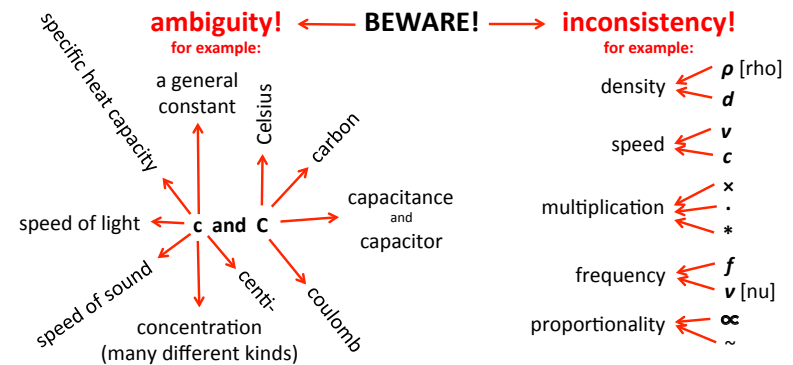 ambiguity! BEWARE! inconsistency!
for example:
for example:
specific heat capacity
a general
constant
Celsius
carbon
speed of light
c and C
capacitance
and
capacitor
speed of sound
concentration
(many different kinds)
centi-
coulomb
density
ρ [rho]
d
speed
v
c
multiplication
×
·
*
frequency
f
ν [nu]
proportionality
∝
~